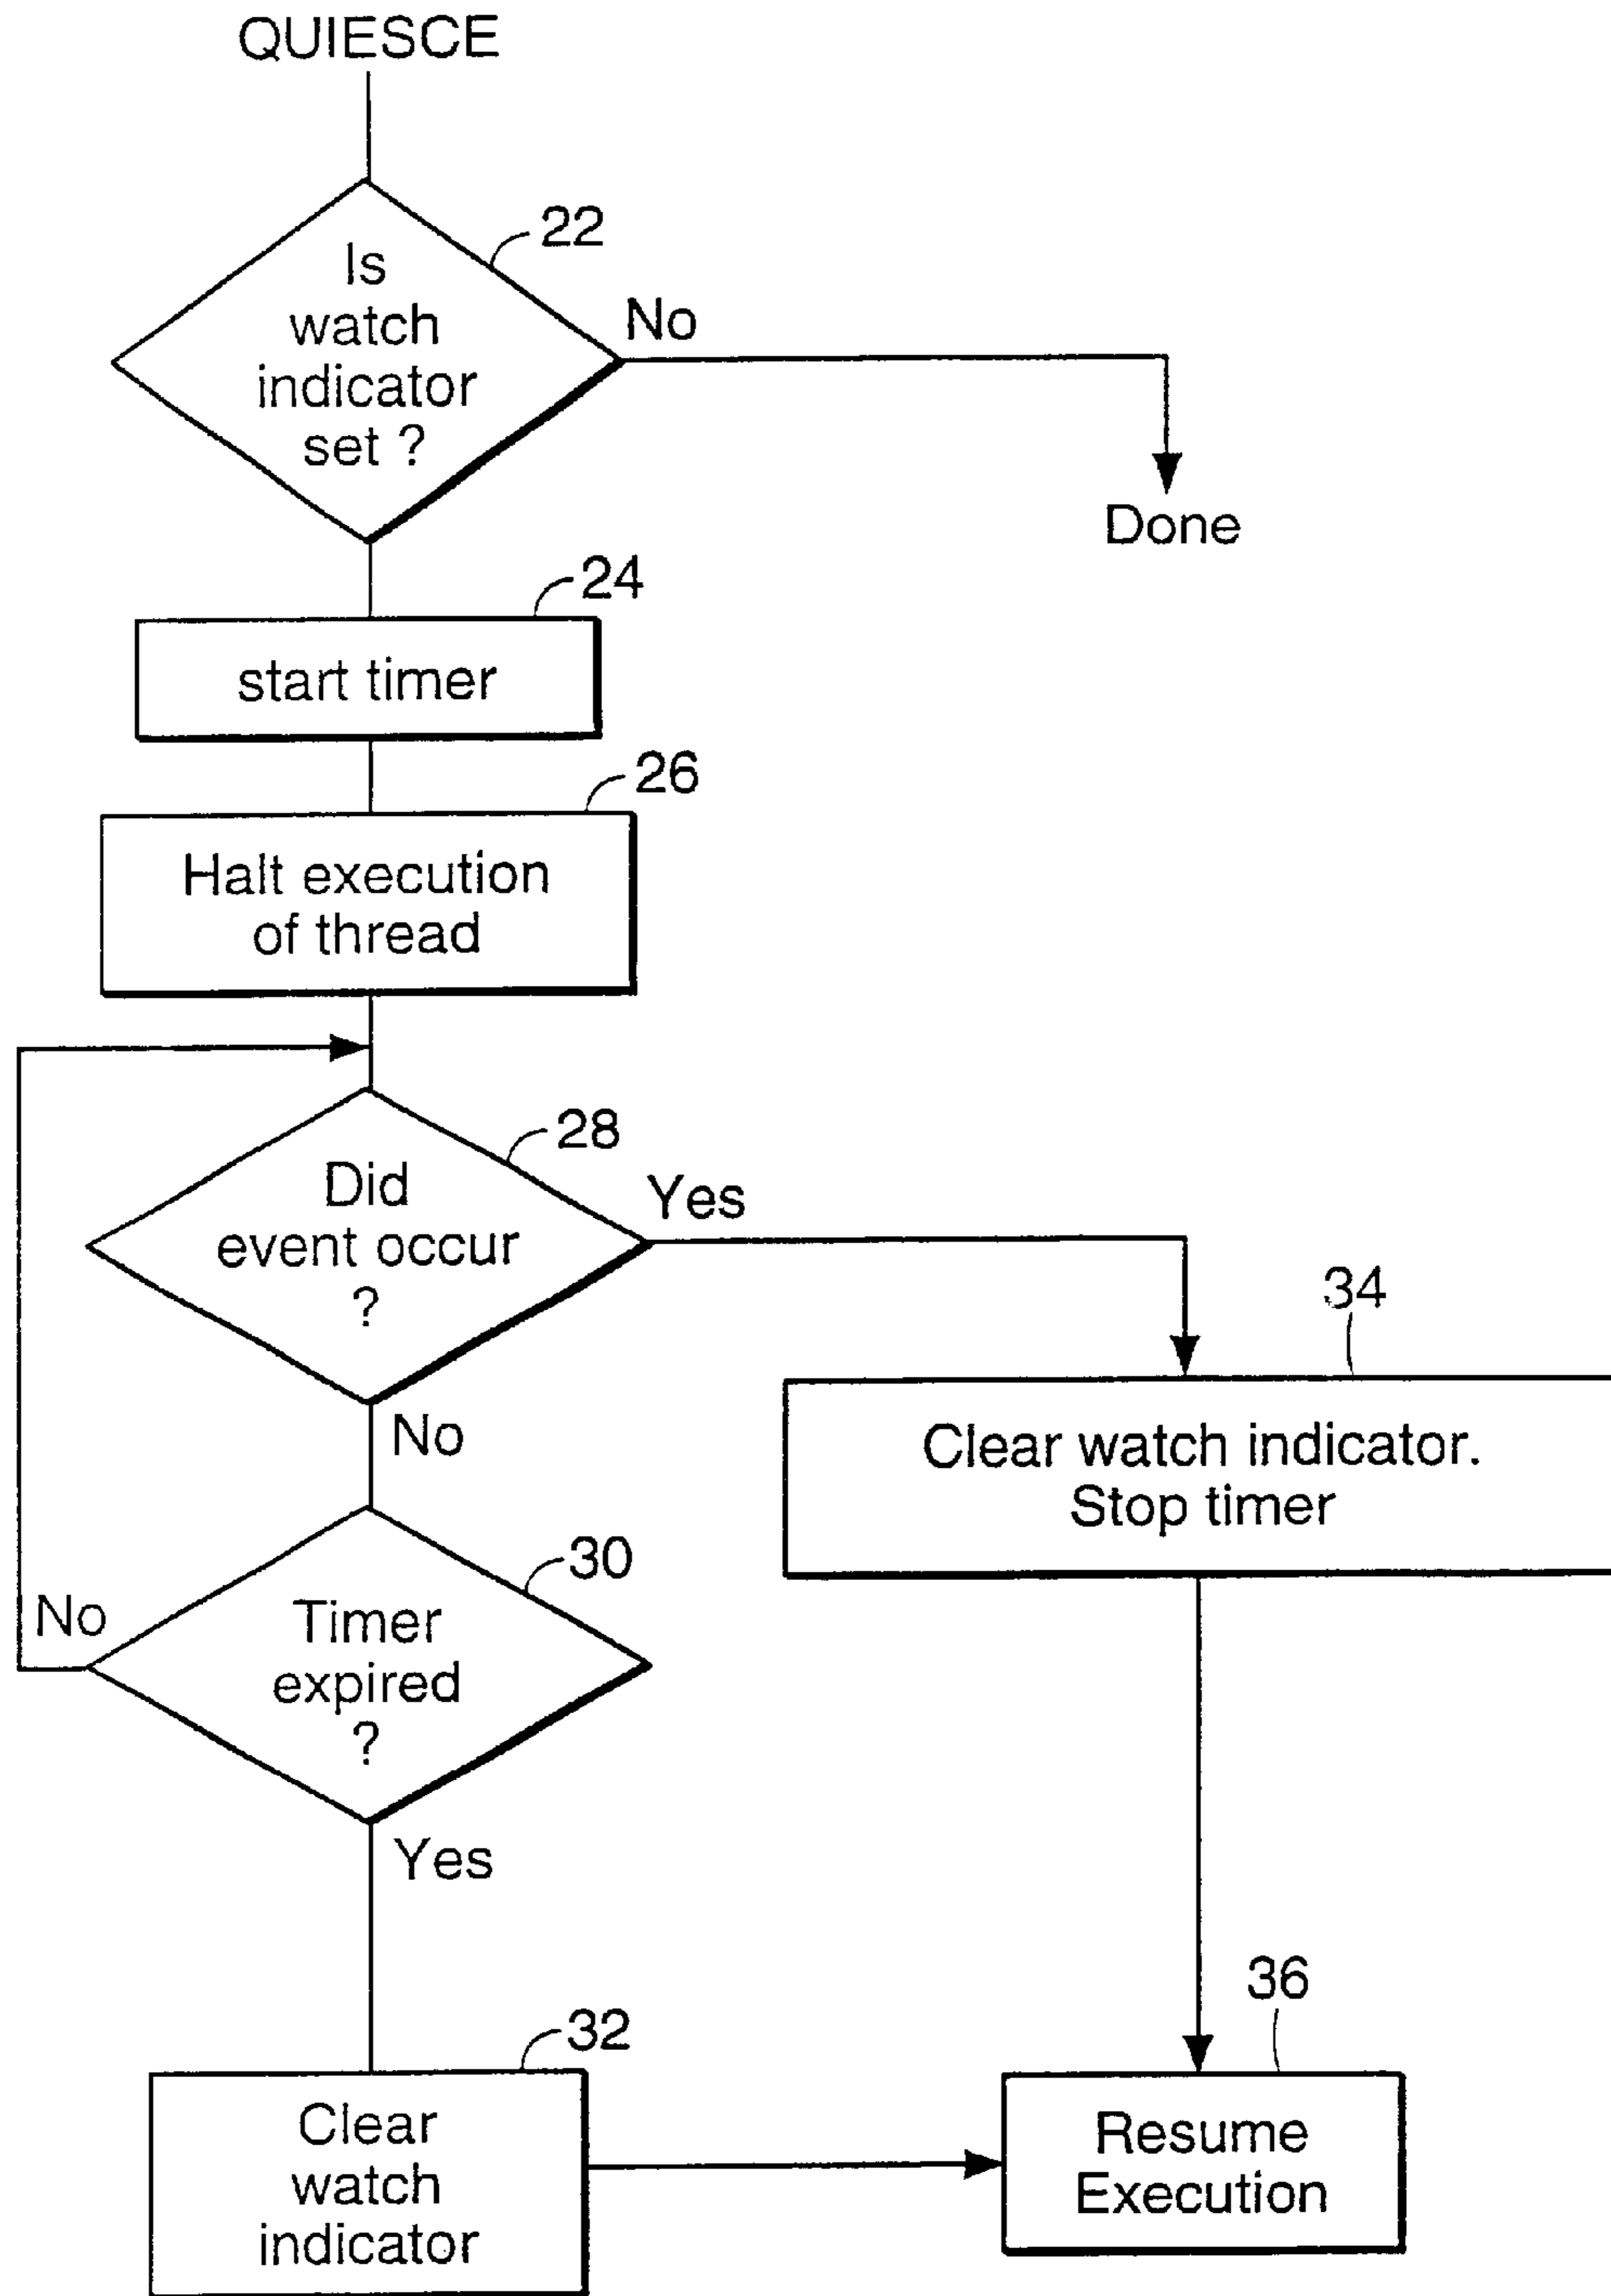 QUIESCE
22
Is
watch
indicator
set ?
No
Done
24
start timer
26
Halt execution
of thread
28
Did
event occur
?
Yes
No
34
Clear watch indicator.
Stop timer
30
Timer
expired
?
No
Yes
32
Clear
watch
indicator
36
Resume
Execution